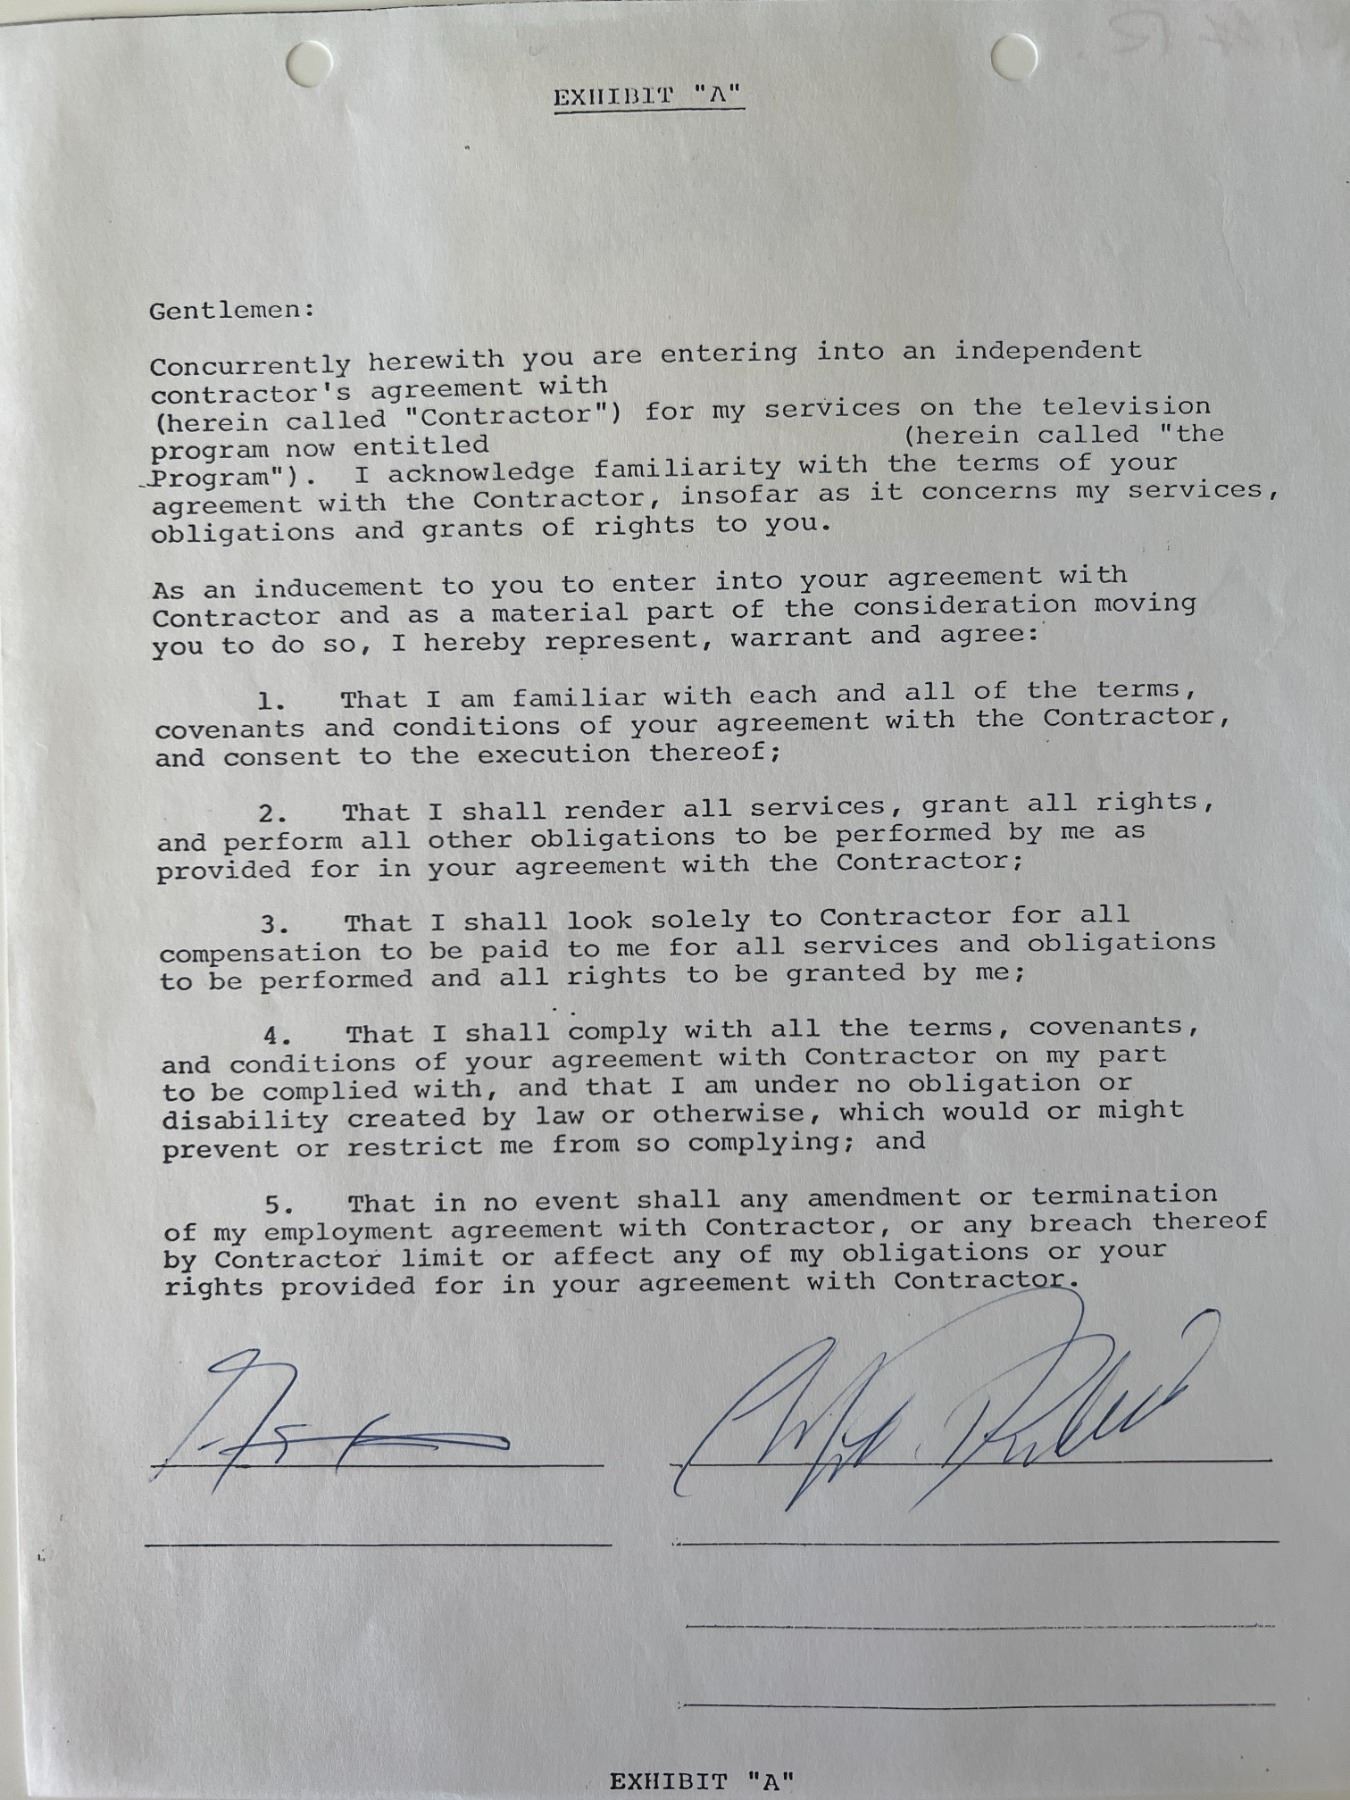 EXHIBIT "A"
Gentlemen:
Concurrently herewith you are entering into an independent
contractor's agreement with
(herein called "Contractor") for my services on the television
program now entitled (herein called "the
Program"). I acknowledge familiarity with the terms of your
agreement with the Contractor, insofar as it concerns my services,
obligations and grants of rights to you.
As an inducement to you to enter into your agreement with
Contractor and as a material part of the consideration moving
you to do so, I hereby represent, warrant and agree:
1. That I am familiar with each and all of the terms,
covenants and conditions of your agreement with the Contractor,
and consent to the execution thereof;
2. That I shall render all services, grant all rights,
and perform all other obligations to be performed by me as
provided for in your agreement with the Contractor;
3. That I shall look solely to Contractor for all
compensation to be paid to me for all services and obligations
to be performed and all rights to be granted by me;
4. That I shall comply with all the terms, covenants,
and conditions of your agreement with Contractor on my part
to be complied with, and that I am under no obligation or
disability created by law or otherwise, which would or might
prevent or restrict me from so complying; and
5. That in no event shall any amendment or termination
of my employment agreement with Contractor, or any breach thereof
by Contractor limit or affect any of my obligations or your
rights provided for in your agreement with Contractor.
EXHIBIT "A"